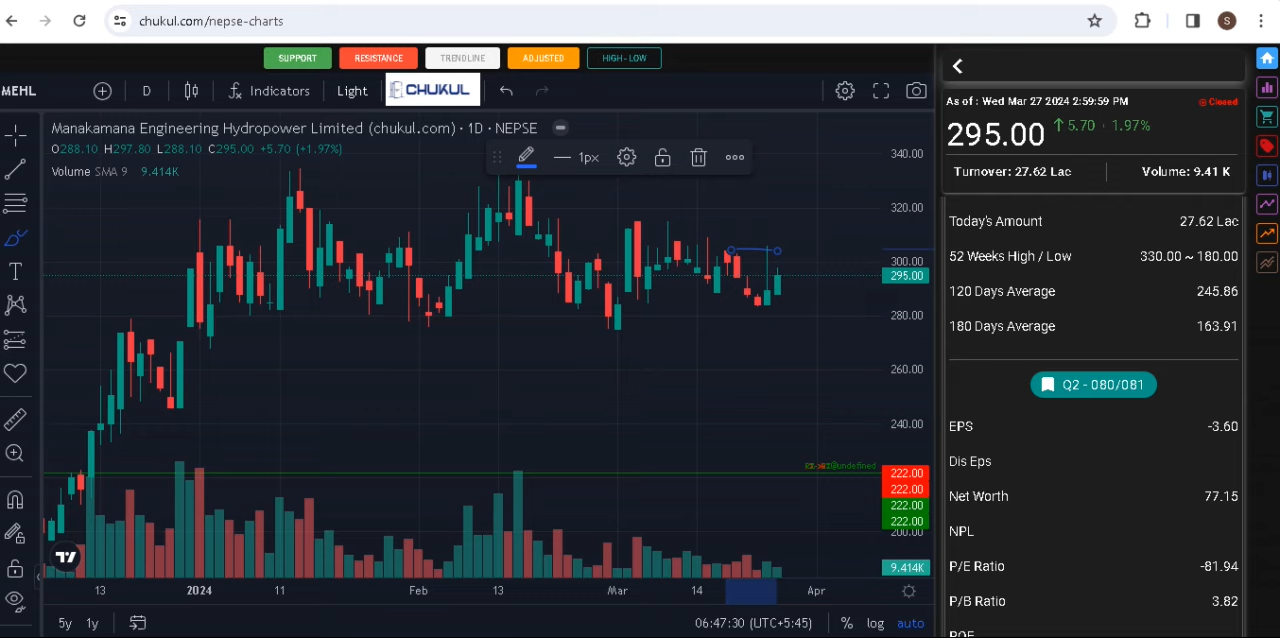 chukul.com/nepse-charts
S
SUPPORT
RESISTANCE
TRENDLINE
ADJUSTED
HIGH-LOW
MEHL
D
Indicators
Light
CHUKUL
Manakamana Engineering Hydropower Limited (chukul.com) · 1D · NEPSE
O288.10 H297.80 L288.10 C295.00 +5.70 (+1.97%)
Volume SMA 9 9.414K
1px
340.00
320.00
300.00
295.00
280.00
260.00
240.00
222.00
222.00
222.00
222.00
200.00
9.414K
13
2024
11
Feb
13
Mar
14
Apr
5y
1y
06:47:30 (UTC+5:45)
%
log
auto
As of : Wed Mar 27 2024 2:59:59 PM
Closed
295.00
5.70
1.97%
Turnover: 27.62 Lac
Volume: 9.41 K
Today's Amount 27.62 Lac
52 Weeks High / Low 330.00 ~ 180.00
120 Days Average 245.86
180 Days Average 163.91
Q2 - 080/081
EPS -3.60
Dis Eps
Net Worth 77.15
NPL
P/E Ratio -81.94
P/B Ratio 3.82